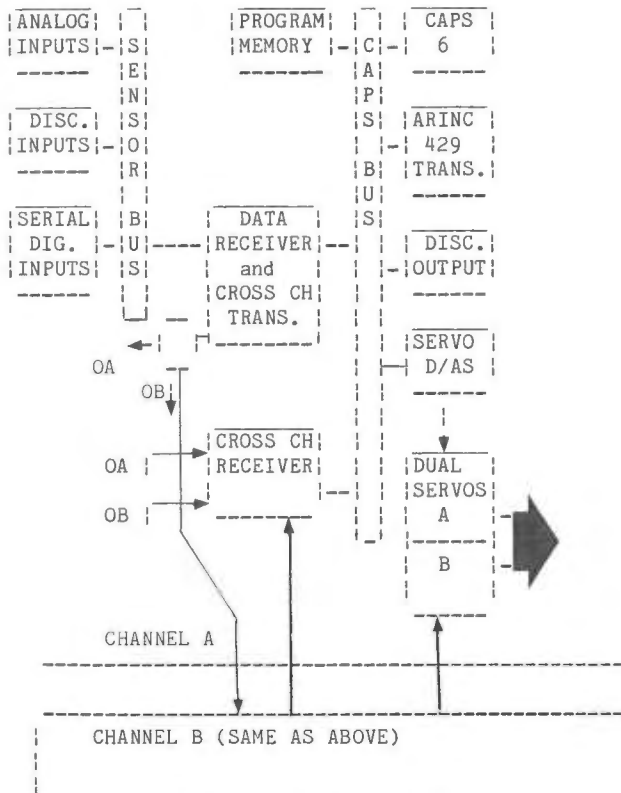 ANALOG
INPUTS
DISC.
INPUTS
SERIAL
DIG.
INPUTS
SENSOR BUS
PROGRAM
MEMORY
DATA
RECEIVER
and
CROSS CH
TRANS.
CAPS BUS
CAPS
6
ARINC
429
TRANS.
DISC.
OUTPUT
SERVO
D/AS
OA
OB
OA
OB
CROSS CH
RECEIVER
DUAL
SERVOS
A
B
CHANNEL A
CHANNEL B (SAME AS ABOVE)